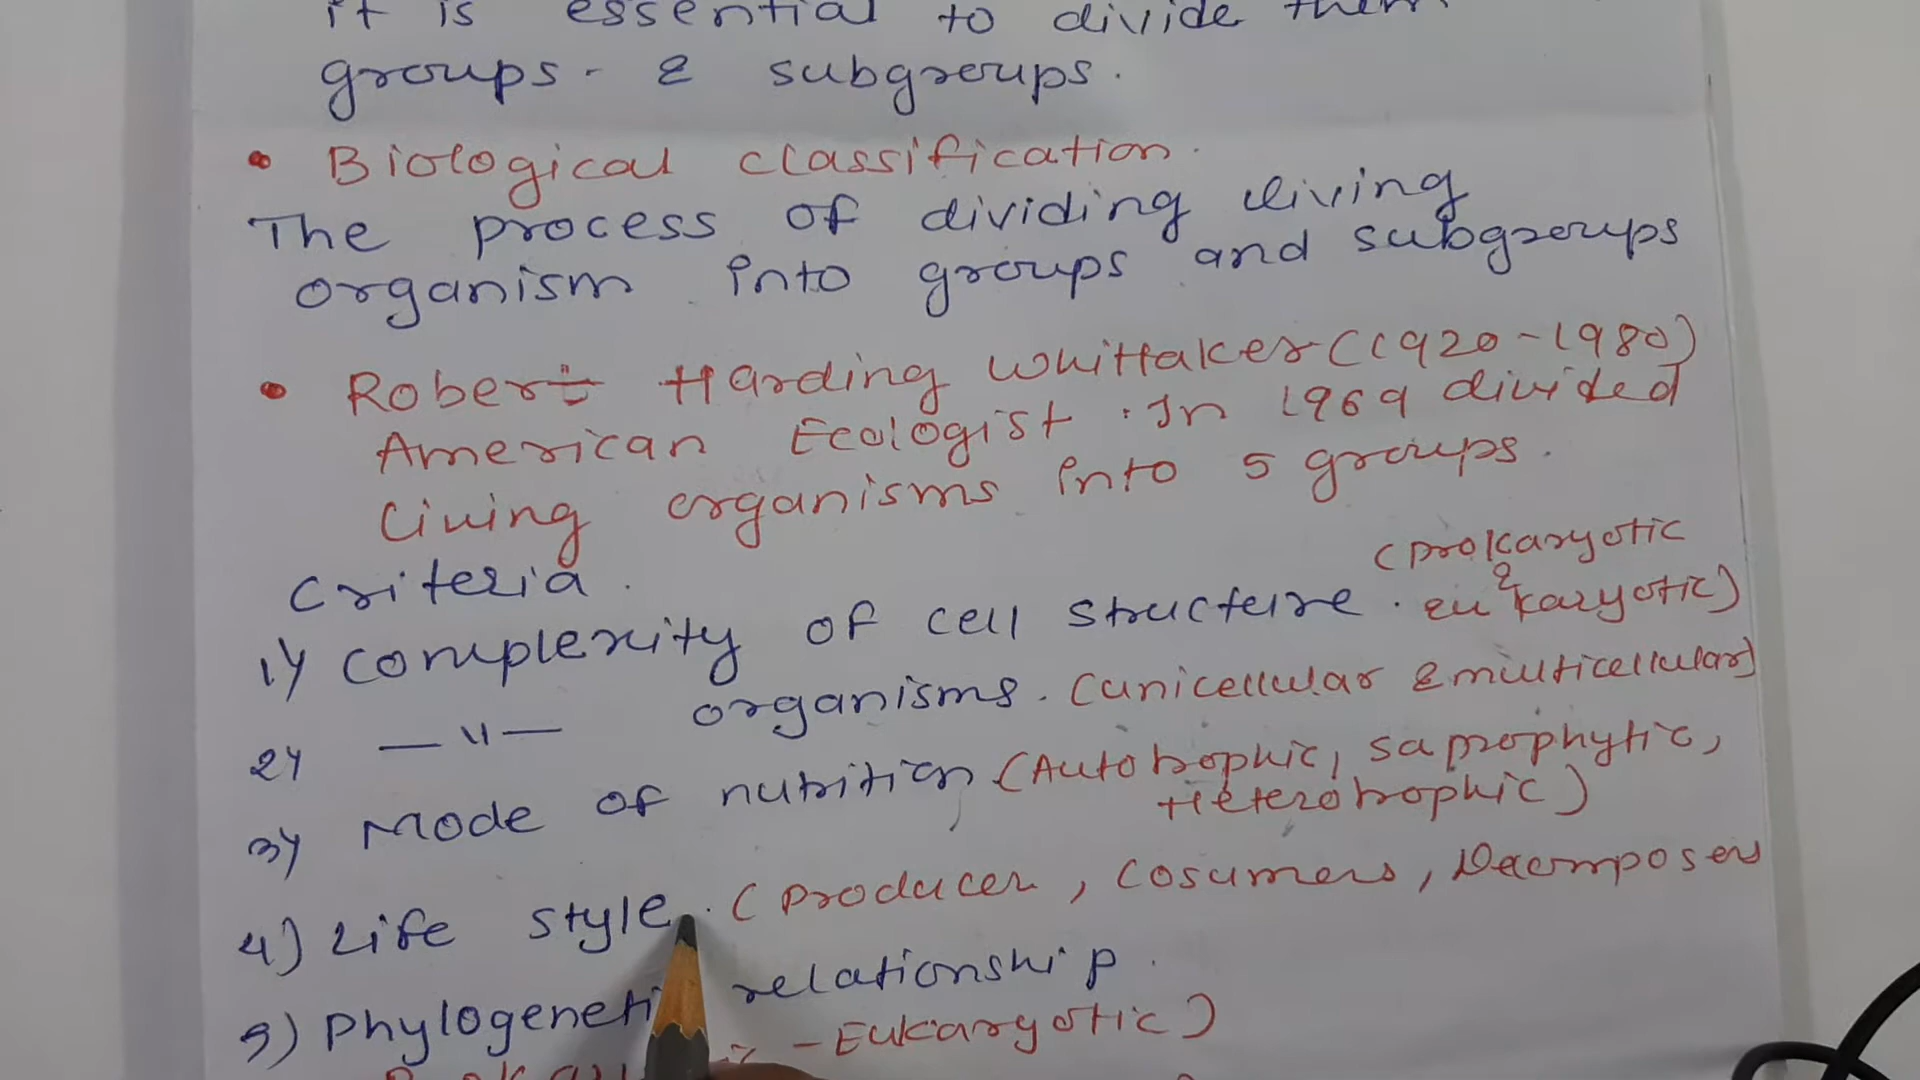 it is essential to divide them
groups. & subgroups.
• Biological classification.
The process of dividing living
organism into groups and subgroups
• Robert Harding Whittaker (1920-1980)
American Ecologist. In 1969 divided
Living organisms into 5 groups.
Criteria.
1) Complexity of cell structure. (prokaryotic & eukaryotic)
2) —"— organisms. (unicellular & multicellular)
3) Mode of nutrition (Autotrophic, saprophytic,
Heterotrophic)
4) Life style. (producer, cosumers, Decomposers
5) Phylogenetic relationship.
- Eukaryotic)